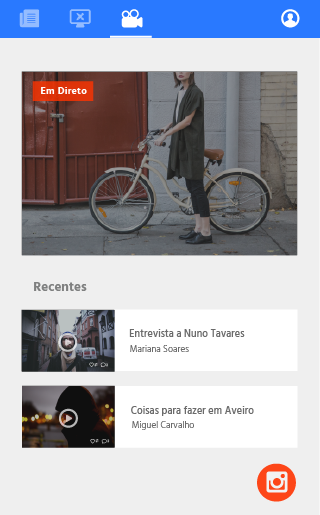 Em Direto
Recentes
Entrevista a Nuno Tavares
Mariana Soares
Coisas para fazer em Aveiro
Miguel Carvalho